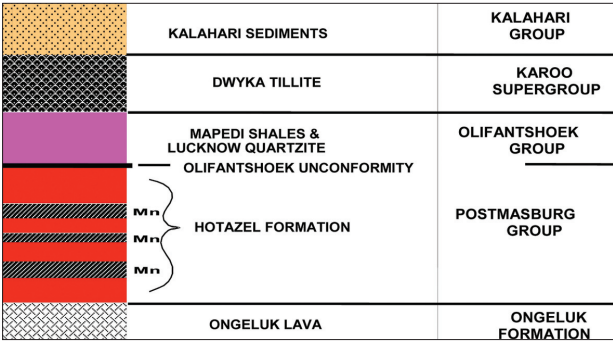 KALAHARI SEDIMENTS
KALAHARI
GROUP
DWYKA TILLITE
KAROO
SUPERGROUP
MAPEDI SHALES &
LUCKNOW QUARTZITE
OLIFANTSHOEK
GROUP
OLIFANTSHOEK UNCONFORMITY
Mn
Mn
Mn
HOTAZEL FORMATION
POSTMASBURG
GROUP
ONGELUK LAVA
ONGELUK
FORMATION